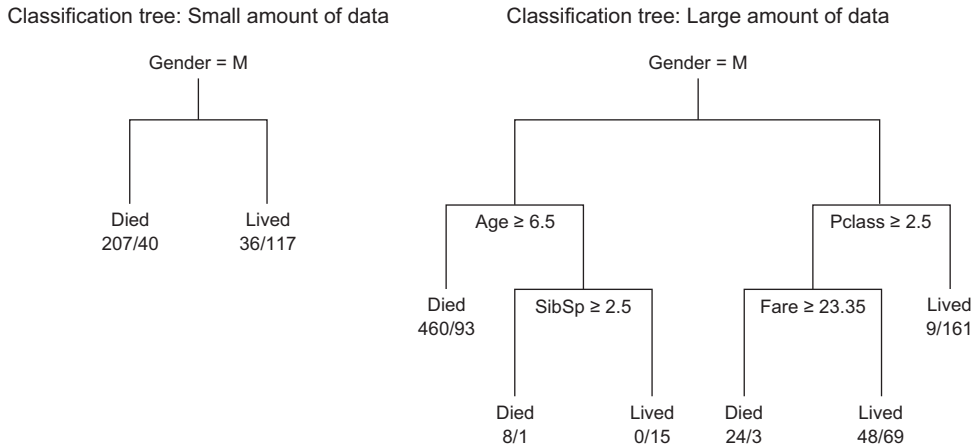 Classification tree: Small amount of data
Gender = M
Died
207/40
Lived
36/117
Classification tree: Large amount of data
Gender = M
Age ≥ 6.5
Pclass ≥ 2.5
Died
460/93
SibSp ≥ 2.5
Fare ≥ 23.35
Lived
9/161
Died
8/1
Lived
0/15
Died
24/3
Lived
48/69